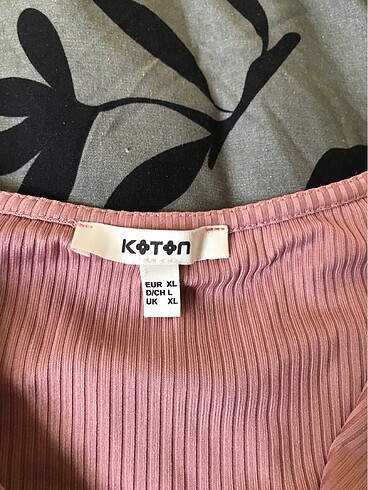 KOTON
EUR XL
D/CH L
UK XL